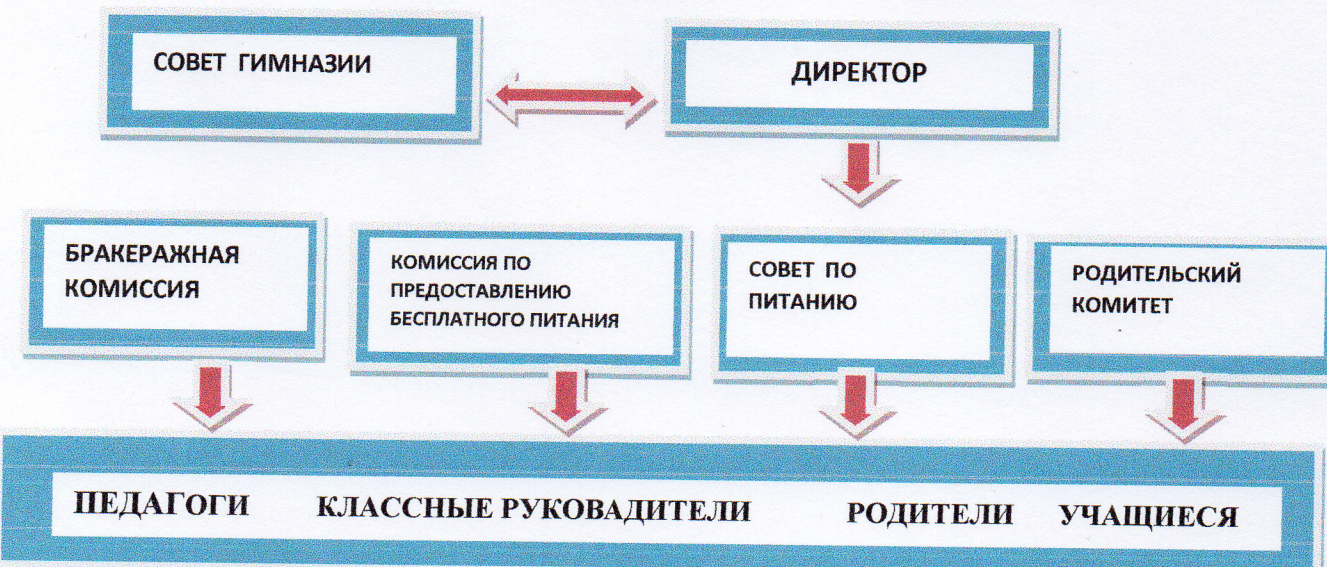 СОВЕТ ГИМНАЗИИ
ДИРЕКТОР
БРАКЕРАЖНАЯ
КОМИССИЯ
КОМИССИЯ ПО
ПРЕДОСТАВЛЕНИЮ
БЕСПЛАТНОГО ПИТАНИЯ
СОВЕТ ПО
ПИТАНИЮ
РОДИТЕЛЬСКИЙ
КОМИТЕТ
ПЕДАГОГИ КЛАССНЫЕ РУКОВАДИТЕЛИ РОДИТЕЛИ УЧАЩИЕСЯ